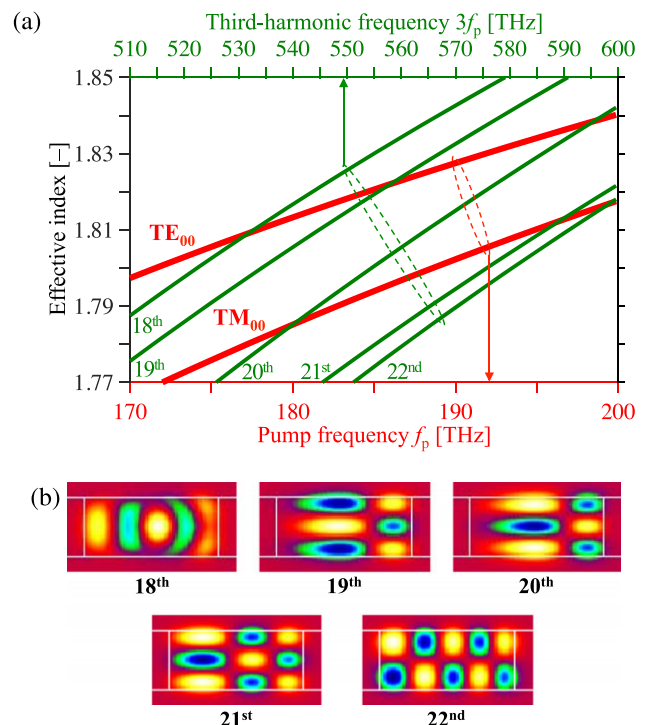 (a)
Third-harmonic frequency 3fp [THz]
510 520 530 540 550 560 570 580 590 600
1.85
1.83
1.81
1.79
1.77
Effective index [–]
TE00
TM00
18th
19th
20th
21st
22nd
170 180 190 200
Pump frequency fp [THz]
(b)
18th 19th 20th
21st 22nd